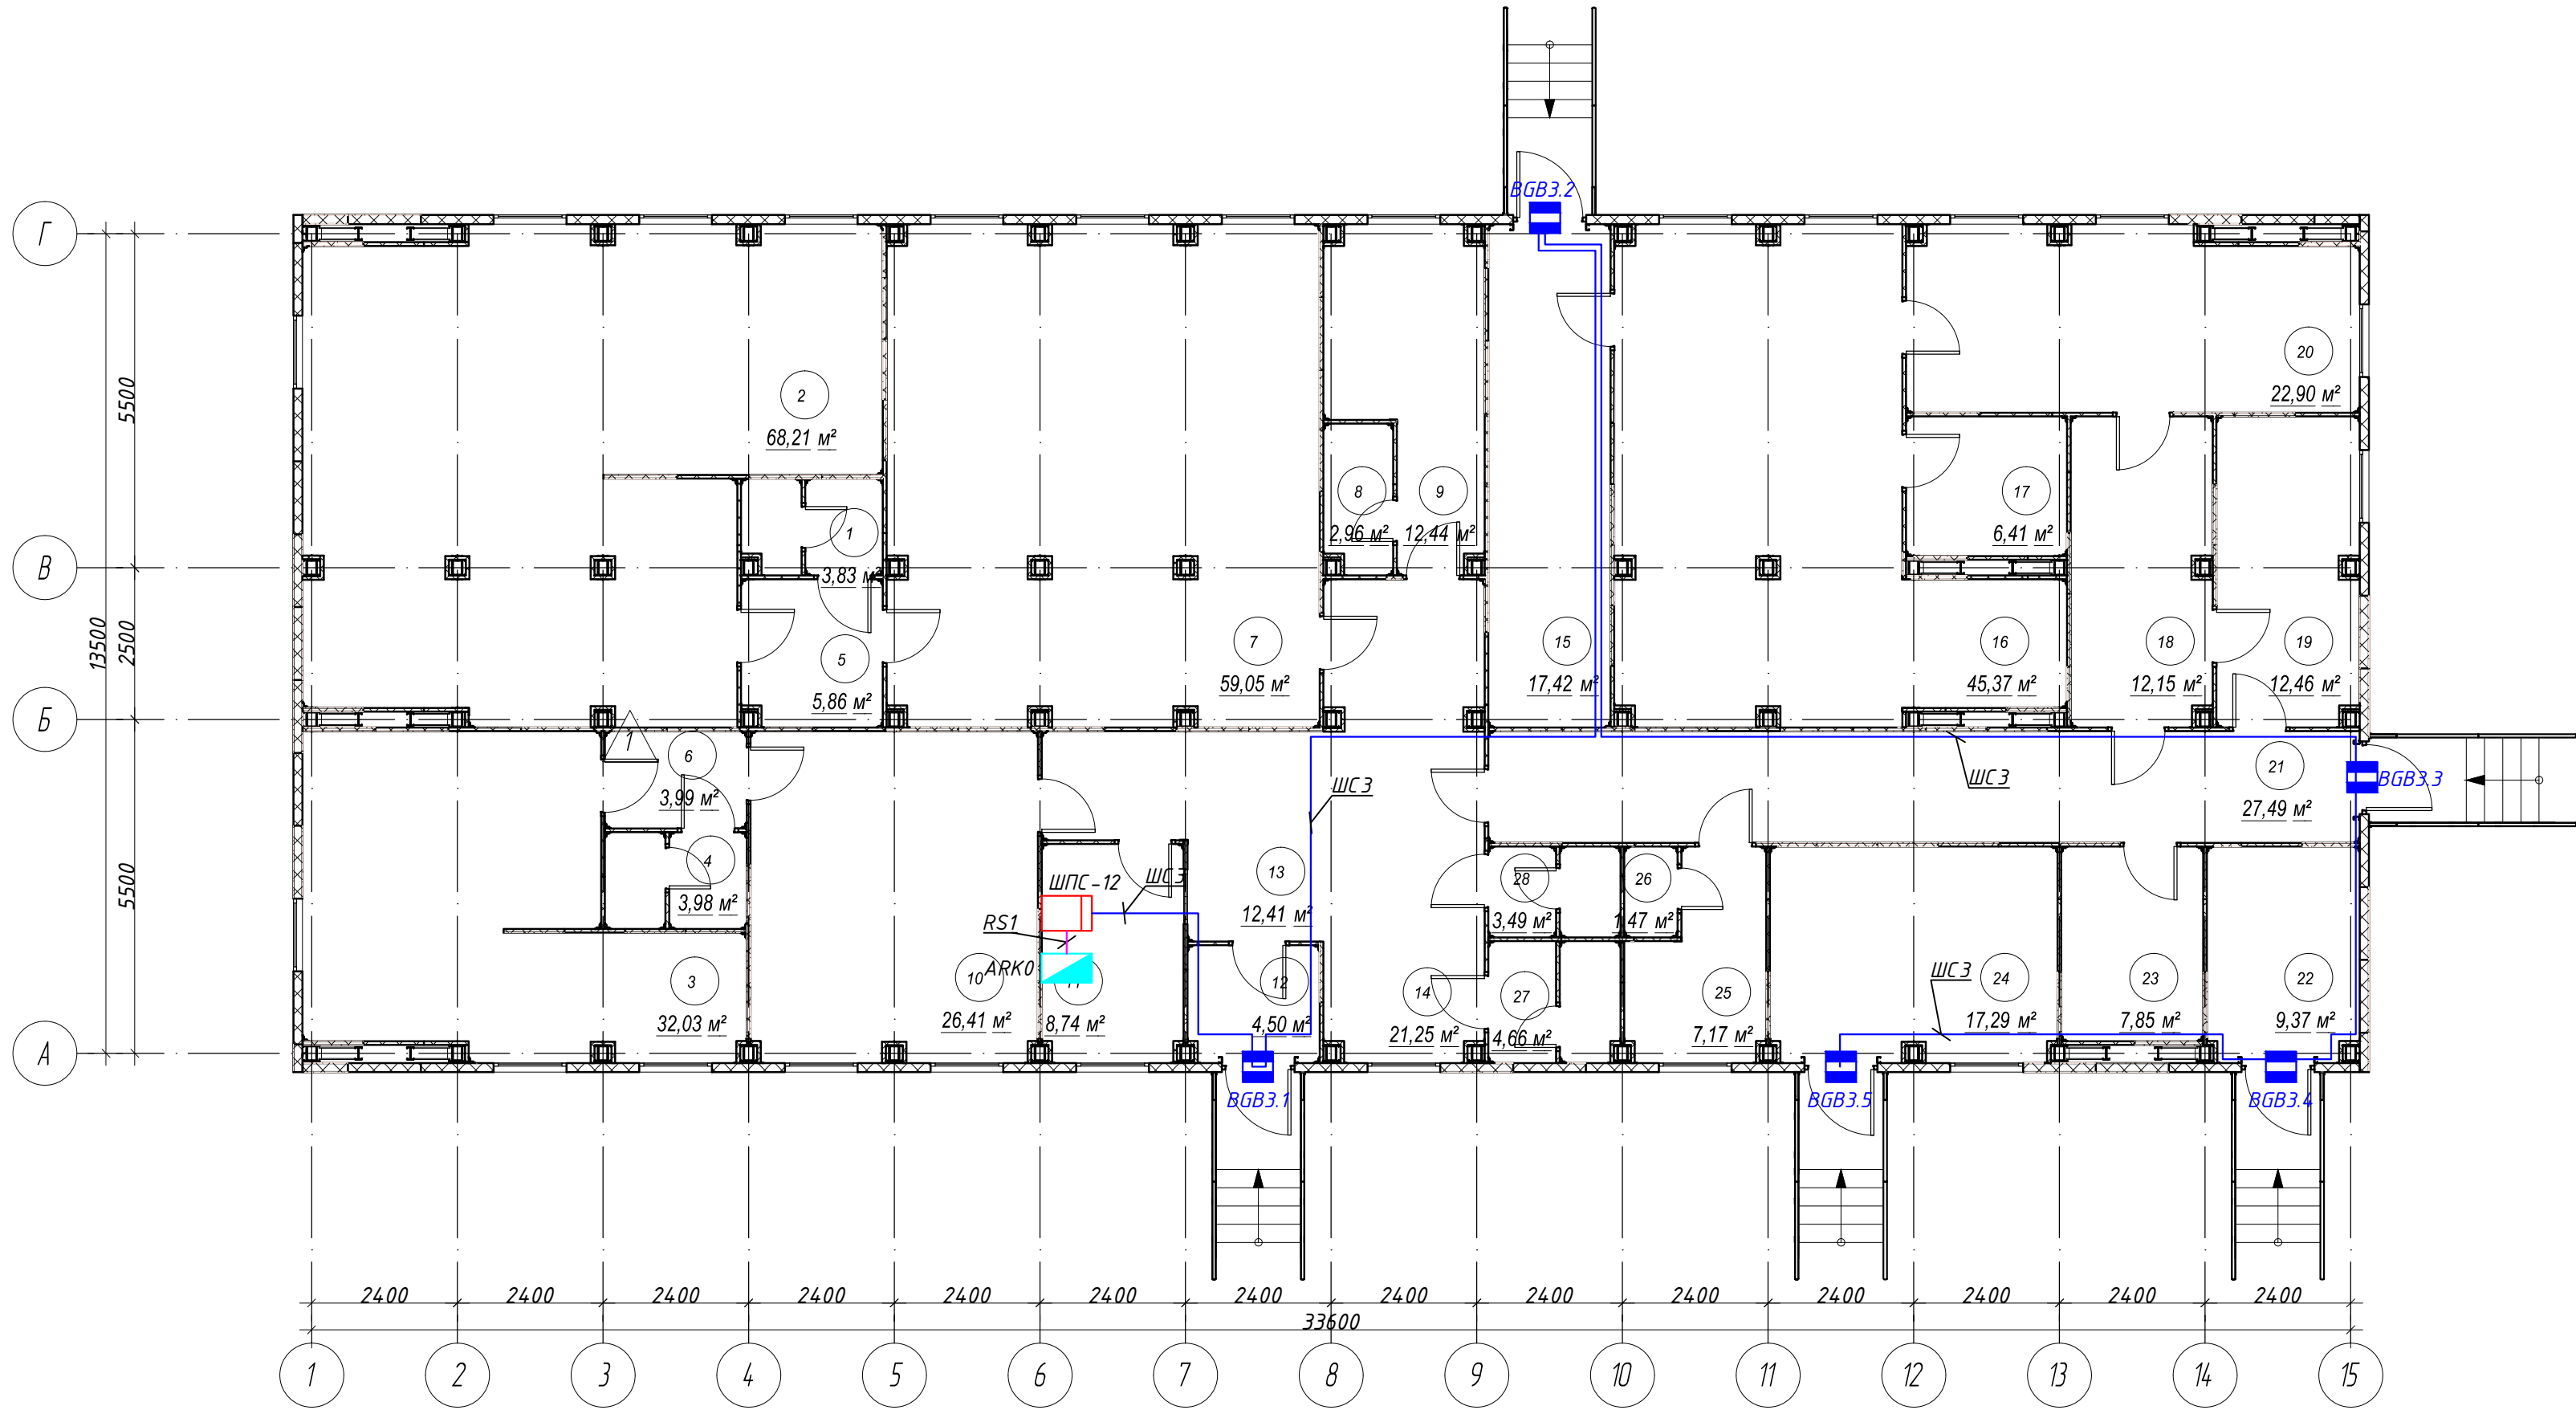 BGB3.2
Г
2
68,21 м²
5500
20
22,90 м²
1
3,83 м²
8
2,96 м²
9
12,44 м²
17
6,41 м²
В
5
5,86 м²
7
59,05 м²
15
17,42 м²
16
45,37 м²
18
12,15 м²
19
12,46 м²
13500
2500
Б
1
6
3,99 м²
ШС3
ШС3
21
27,49 м²
BGB3.3
4
3,98 м²
ШПС-12
ШС3
13
12,41 м²
28
3,49 м²
26
1,47 м²
5500
RS1
ARK0
3
32,03 м²
10
26,41 м²
11
8,74 м²
12
4,50 м²
14
21,25 м²
27
4,66 м²
25
7,17 м²
ШС3
24
17,29 м²
23
7,85 м²
22
9,37 м²
А
BGB3.1
BGB3.5
BGB3.4
2400 2400 2400 2400 2400 2400 2400 2400 2400 2400 2400 2400 2400 2400
33600
1 2 3 4 5 6 7 8 9 10 11 12 13 14 15